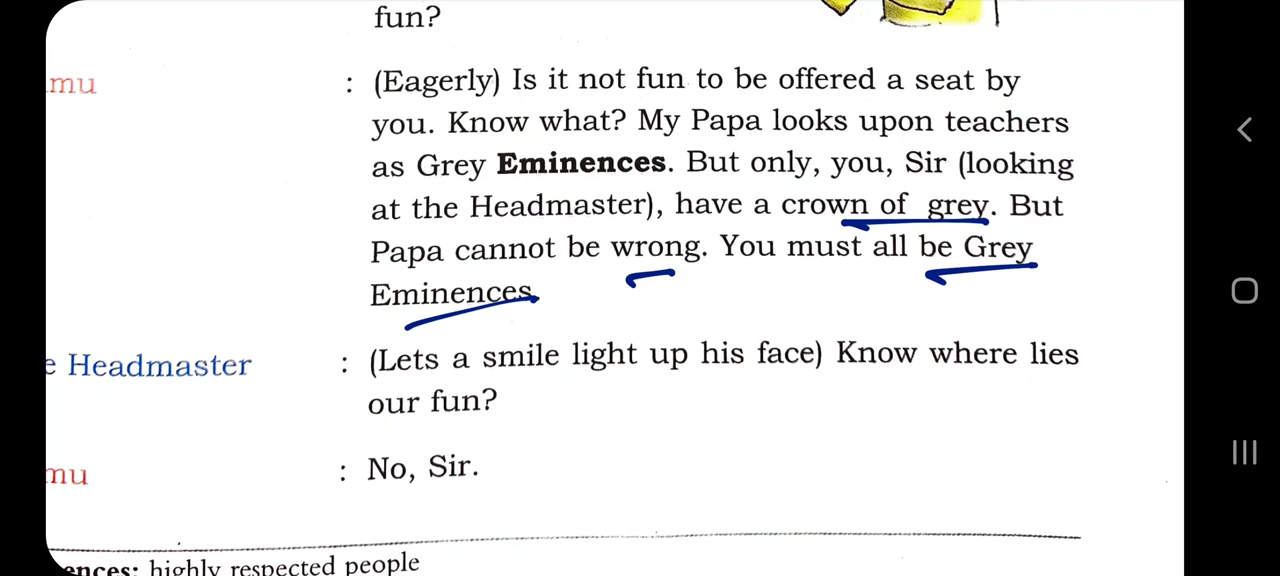 fun?
mu : (Eagerly) Is it not fun to be offered a seat by
you. Know what? My Papa looks upon teachers
as Grey Eminences. But only, you, Sir (looking
at the Headmaster), have a crown of grey. But
Papa cannot be wrong. You must all be Grey
Eminences.
e Headmaster : (Lets a smile light up his face) Know where lies
our fun?
mu : No, Sir.
ences: highly respected people